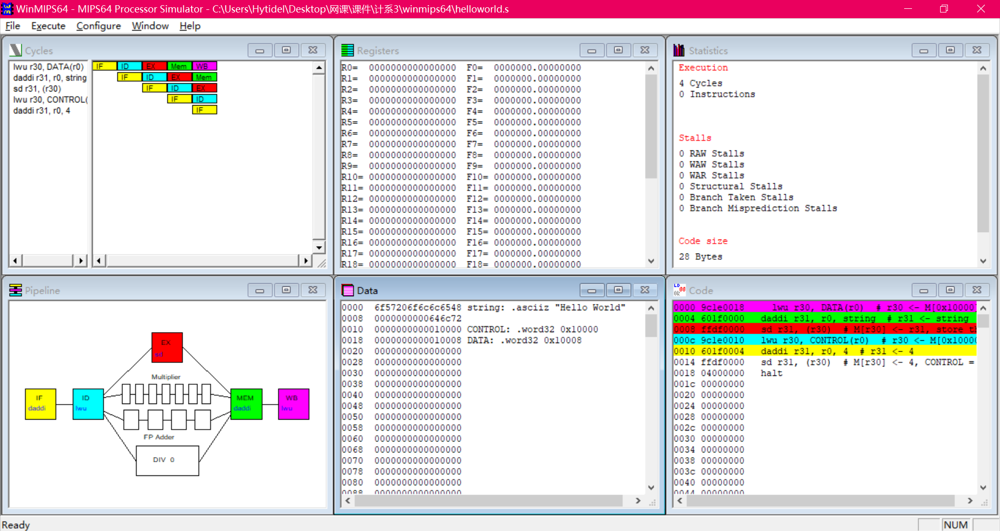 WinMIPS64 - MIPS64 Processor Simulator - C:\Users\Hytidel\Desktop\网课\课件\计系3\winmips64\helloworld.s
File Execute Configure Window Help
Cycles
lwu r30, DATA(r0)
daddi r31, r0, string
sd r31, (r30)
lwu r30, CONTROL(
daddi r31, r0, 4
IF ID EX Mem WB
IF ID EX Mem
IF ID EX
IF ID
IF
Registers
R0= 0000000000000000 F0= 0000000.00000000
R1= 0000000000000000 F1= 0000000.00000000
R2= 0000000000000000 F2= 0000000.00000000
R3= 0000000000000000 F3= 0000000.00000000
R4= 0000000000000000 F4= 0000000.00000000
R5= 0000000000000000 F5= 0000000.00000000
R6= 0000000000000000 F6= 0000000.00000000
R7= 0000000000000000 F7= 0000000.00000000
R8= 0000000000000000 F8= 0000000.00000000
R9= 0000000000000000 F9= 0000000.00000000
R10= 0000000000000000 F10= 0000000.00000000
R11= 0000000000000000 F11= 0000000.00000000
R12= 0000000000000000 F12= 0000000.00000000
R13= 0000000000000000 F13= 0000000.00000000
R14= 0000000000000000 F14= 0000000.00000000
R15= 0000000000000000 F15= 0000000.00000000
R16= 0000000000000000 F16= 0000000.00000000
R17= 0000000000000000 F17= 0000000.00000000
R18= 0000000000000000 F18= 0000000.00000000
Statistics
Execution
4 Cycles
0 Instructions
Stalls
0 RAW Stalls
0 WAW Stalls
0 WAR Stalls
0 Structural Stalls
0 Branch Taken Stalls
0 Branch Misprediction Stalls
Code size
28 Bytes
Pipeline
EX
sd
Multiplier
IF
daddi
ID
lwu
MEM
daddi
WB
lwu
FP Adder
DIV 0
Data
0000 6f57206f6c6c6548 string: .asciiz "Hello World"
0008 0000000000646c72
0010 0000000000010000 CONTROL: .word32 0x10000
0018 0000000000010008 DATA: .word32 0x10008
0020 0000000000000000
0028 0000000000000000
0030 0000000000000000
0038 0000000000000000
0040 0000000000000000
0048 0000000000000000
0050 0000000000000000
0058 0000000000000000
0060 0000000000000000
0068 0000000000000000
0070 0000000000000000
0078 0000000000000000
0080 0000000000000000
0088 0000000000000000
Code
0000 9c1e0018 lwu r30, DATA(r0) # r30 <- M[0x10000]
0004 601f0000 daddi r31, r0, string # r31 <- string
0008 ffdf0000 sd r31, (r30) # M[r30] <- r31, store th
000c 9c1e0010 lwu r30, CONTROL(r0) # r30 <- M[0x1000
0010 601f0004 daddi r31, r0, 4 # r31 <- 4
0014 ffdf0000 sd r31, (r30) # M[r30] <- 4, CONTROL =
0018 04000000 halt
001c 00000000
0020 00000000
0024 00000000
0028 00000000
002c 00000000
0030 00000000
0034 00000000
0038 00000000
003c 00000000
0040 00000000
0044 00000000
Ready
NUM